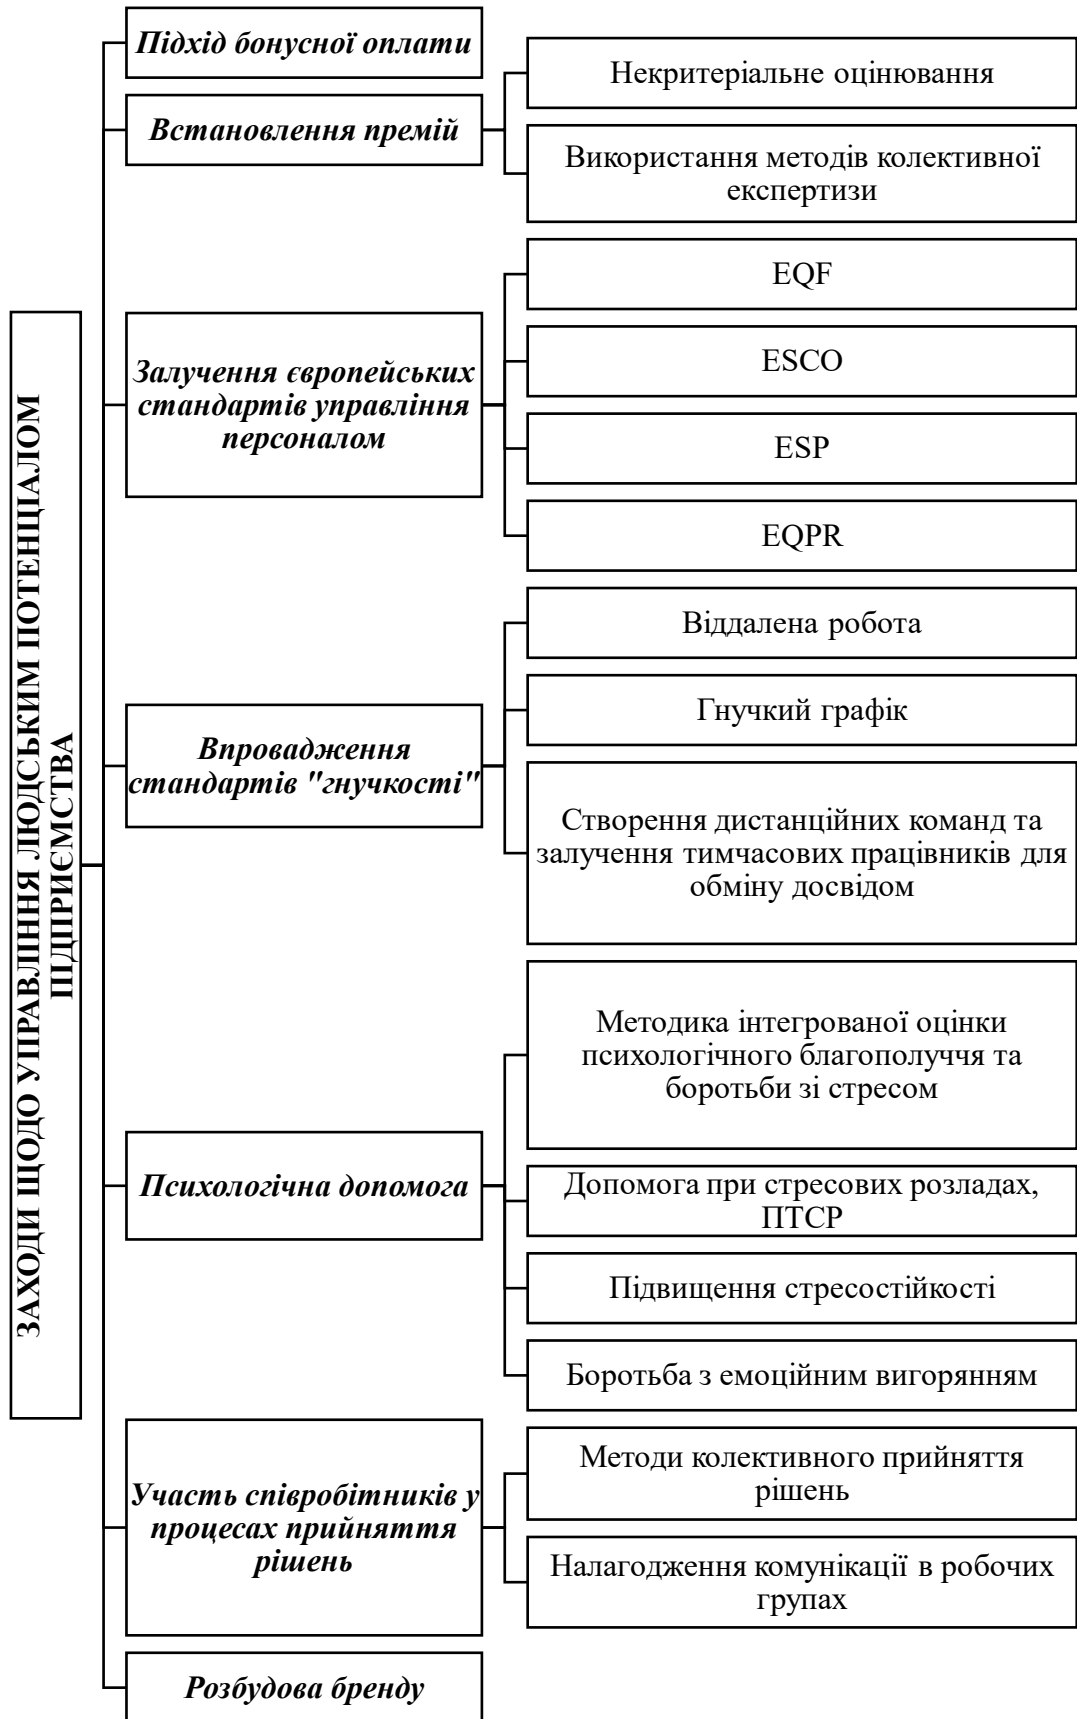 ЗАХОДИ ЩОДО УПРАВЛІННЯ ЛЮДСЬКИМ ПОТЕНЦІАЛОМ
ПІДПРИЄМСТВА
Підхід бонусної оплати
Встановлення премій
Некритеріальне оцінювання
Використання методів колективної
експертизи
Залучення європейських
стандартів управління
персоналом
EQF
ESCO
ESP
EQPR
Впровадження
стандартів "гнучкості"
Віддалена робота
Гнучкий графік
Створення дистанційних команд та
залучення тимчасових працівників для
обміну досвідом
Психологічна допомога
Методика інтегрованої оцінки
психологічного благополуччя та
боротьби зі стресом
Допомога при стресових розладах,
ПТСР
Підвищення стресостійкості
Боротьба з емоційним вигорянням
Участь співробітників у
процесах прийняття
рішень
Методи колективного прийняття
рішень
Налагодження комунікації в робочих
групах
Розбудова бренду